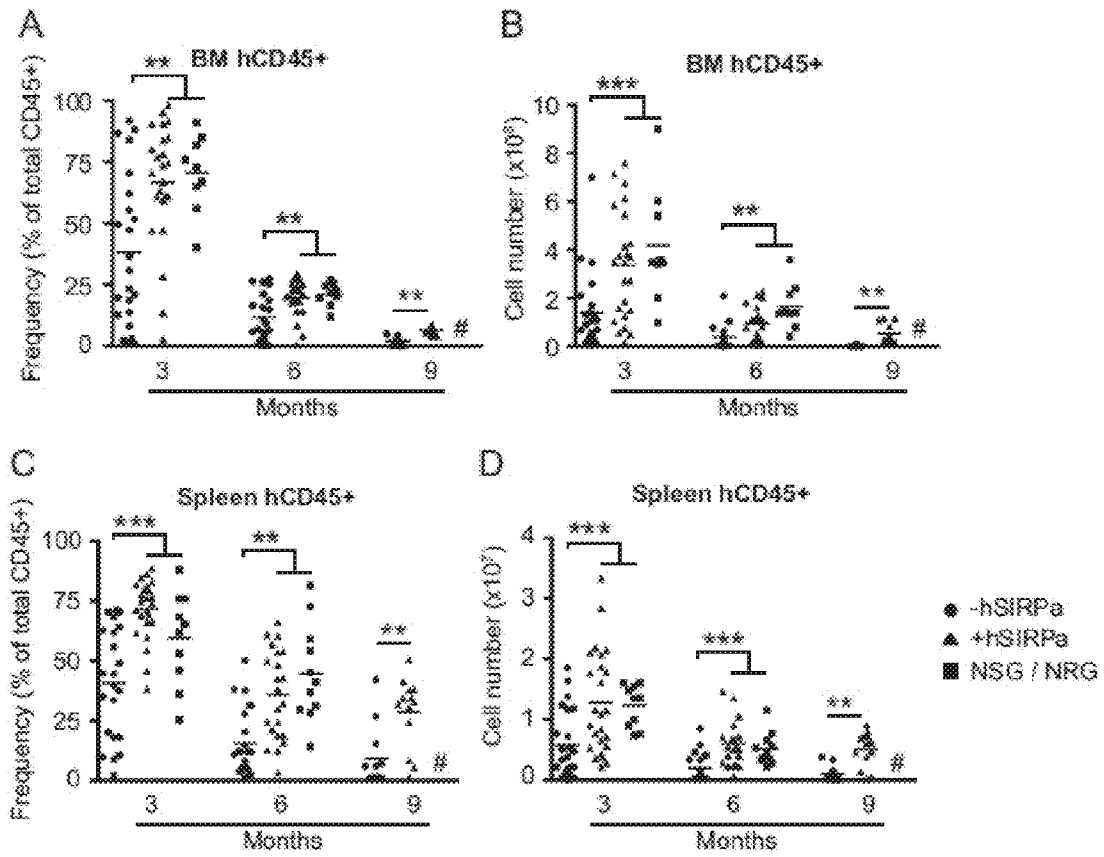 A
BM hCD45+
Frequency (% of total CD45+)
100
75
50
25
0
**
**
**
#
3
6
9
Months
B
BM hCD45+
Cell number (x10⁶)
10
8
6
4
2
0
***
**
**
#
3
6
9
Months
C
Spleen hCD45+
Frequency (% of total CD45+)
100
75
50
25
0
***
**
**
#
3
6
9
Months
D
Spleen hCD45+
Cell number (x10⁷)
4
3
2
1
0
***
***
**
#
3
6
9
Months
-hSIRPa
+hSIRPa
NSG / NRG